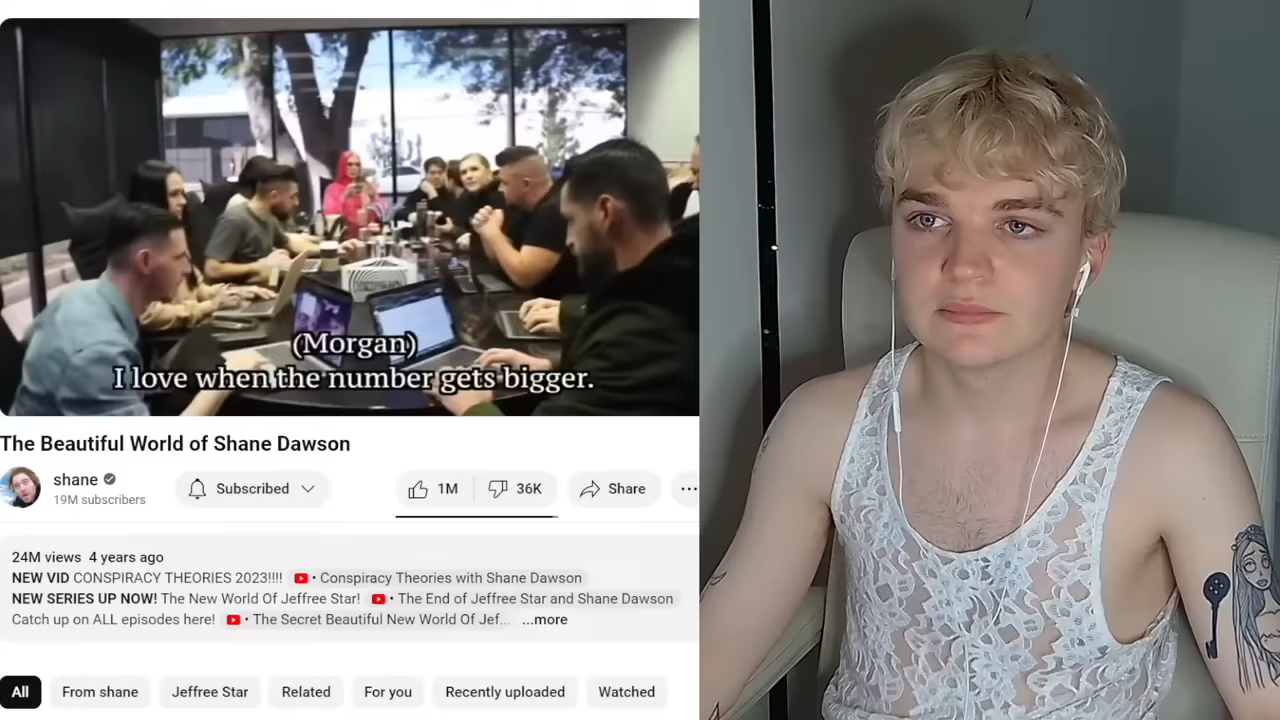 (Morgan)
I love when the number gets bigger.
The Beautiful World of Shane Dawson
shane
19M subscribers
Subscribed
1M
36K
Share
24M views 4 years ago
NEW VID CONSPIRACY THEORIES 2023!!!! • Conspiracy Theories with Shane Dawson
NEW SERIES UP NOW! The New World Of Jeffree Star! • The End of Jeffree Star and Shane Dawson
Catch up on ALL episodes here! • The Secret Beautiful New World Of Jef... ...more
All From shane Jeffree Star Related For you Recently uploaded Watched